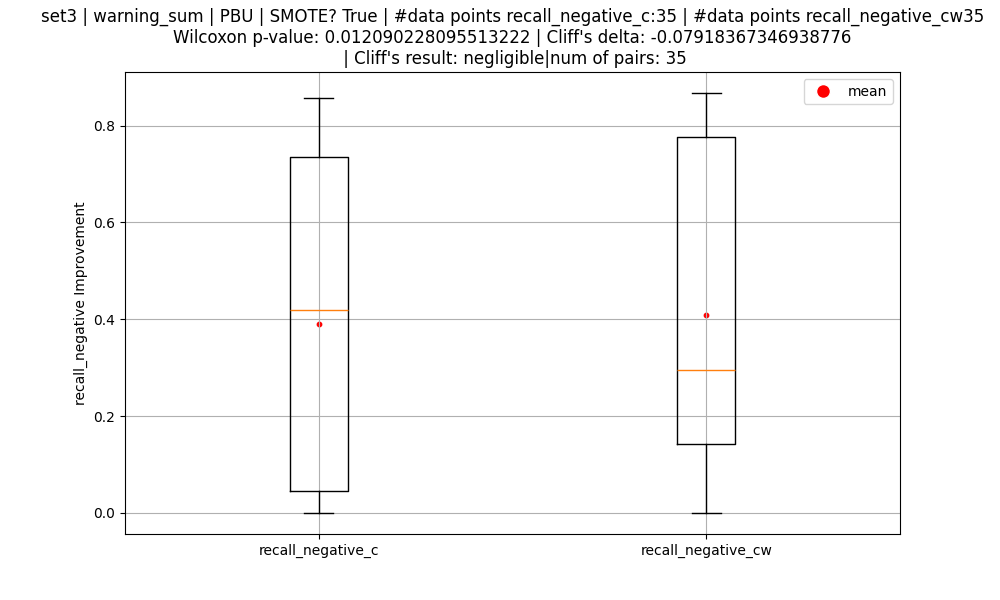 set3 | warning_sum | PBU | SMOTE? True | #data points recall_negative_c:35 | #data points recall_negative_cw35
Wilcoxon p-value: 0.012090228095513222 | Cliff's delta: -0.07918367346938776
| Cliff's result: negligible|num of pairs: 35
mean
0.8
0.6
0.4
0.2
0.0
recall_negative Improvement
recall_negative_c
recall_negative_cw